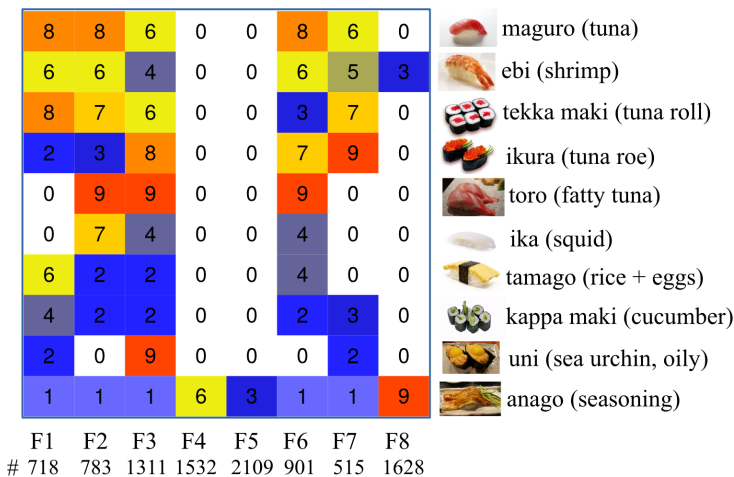 8 8 6 0 0 8 6 0 maguro (tuna)
6 6 4 0 0 6 5 3 ebi (shrimp)
8 7 6 0 0 3 7 0 tekka maki (tuna roll)
2 3 8 0 0 7 9 0 ikura (tuna roe)
0 9 9 0 0 9 0 0 toro (fatty tuna)
0 7 4 0 0 4 0 0 ika (squid)
6 2 2 0 0 4 0 0 tamago (rice + eggs)
4 2 2 0 0 2 3 0 kappa maki (cucumber)
2 0 9 0 0 0 2 0 uni (sea urchin, oily)
1 1 1 6 3 1 1 9 anago (seasoning)
F1 F2 F3 F4 F5 F6 F7 F8
# 718 783 1311 1532 2109 901 515 1628